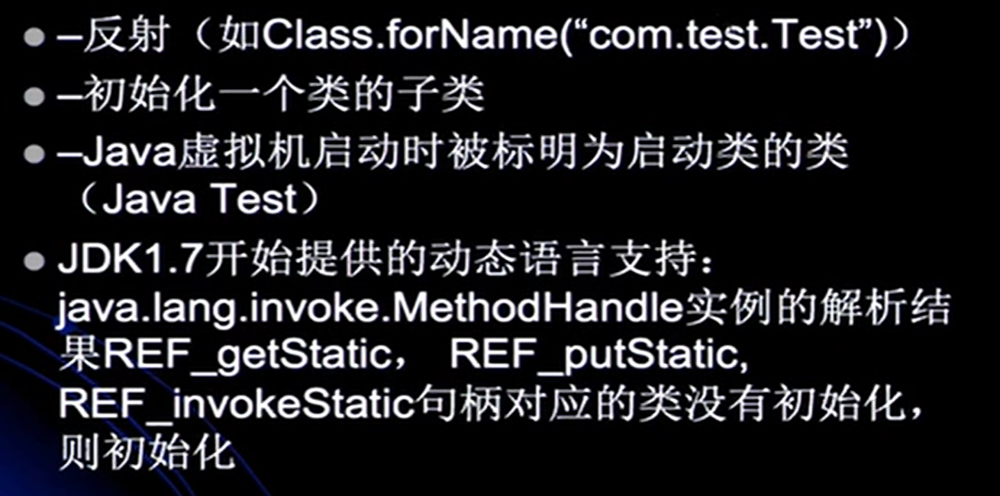 –反射（如Class.forName(“com.test.Test”)）
–初始化一个类的子类
–Java虚拟机启动时被标明为启动类的类
（Java Test）
JDK1.7开始提供的动态语言支持：
java.lang.invoke.MethodHandle实例的解析结
果REF_getStatic， REF_putStatic,
REF_invokeStatic句柄对应的类没有初始化，
则初始化